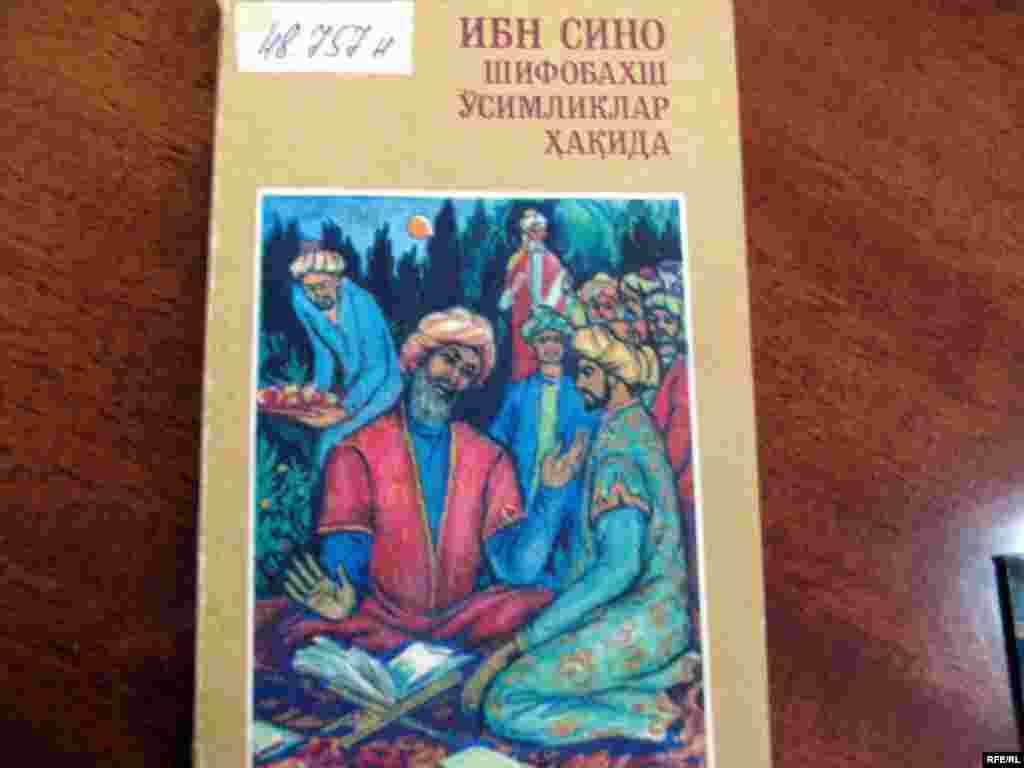 48 757 н
ИБН СИНО
ШИФОБАХШ
ЎСИМЛИКЛАР
ҲАҚИДА
RFE/RL